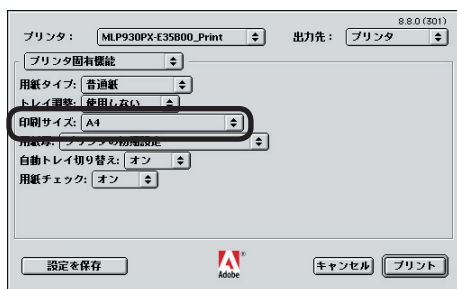 8.8.0 (301)
プリンタ： MLP930PX-E35B00_Print 出力先： プリンタ
プリンタ固有機能
用紙タイプ: 普通紙
トレイ調整: 使用しない
印刷サイズ: A4
用紙厚: プリンタの初期設定
自動トレイ切り替え: オン
用紙チェック: オン
設定を保存 Adobe キャンセル プリント